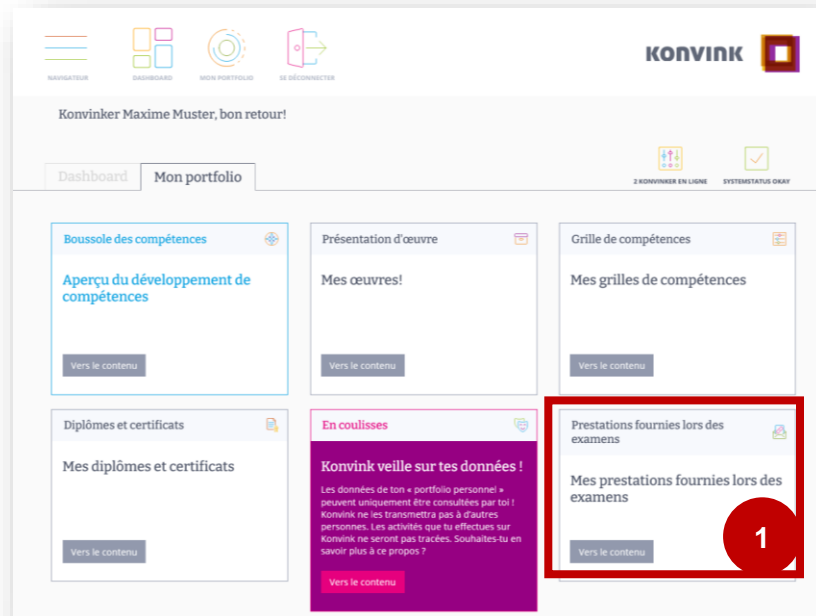 NAVIGATEUR
DASHBOARD
MON PORTFOLIO
SE DÉCONNECTER
KONVINK
Konvinker Maxime Muster, bon retour!
Dashboard
Mon portfolio
2 KONVINKER EN LIGNE
SYSTEMSTATUS OKAY
Boussole des compétences
Aperçu du développement de
compétences
Vers le contenu
Présentation d'œuvre
Mes œuvres!
Vers le contenu
Grille de compétences
Mes grilles de compétences
Vers le contenu
Diplômes et certificats
Mes diplômes et certificats
Vers le contenu
En coulisses
Konvink veille sur tes données !
Les données de ton « portfolio personnel »
peuvent uniquement être consultées par toi !
Konvink ne les transmettra pas à d'autres
personnes. Les activités que tu effectues sur
Konvink ne seront pas tracées. Souhaites-tu en
savoir plus à ce propos ?
Vers le contenu
Prestations fournies lors des
examens
Mes prestations fournies lors des
examens
Vers le contenu
1